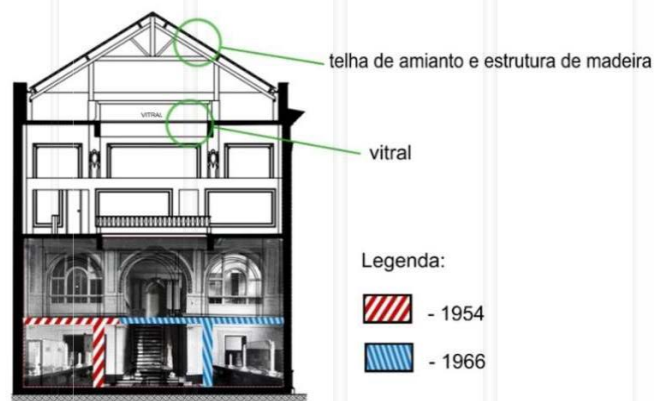 telha de amianto e estrutura de madeira
VITRAL
vitral
Legenda:
- 1954
- 1966